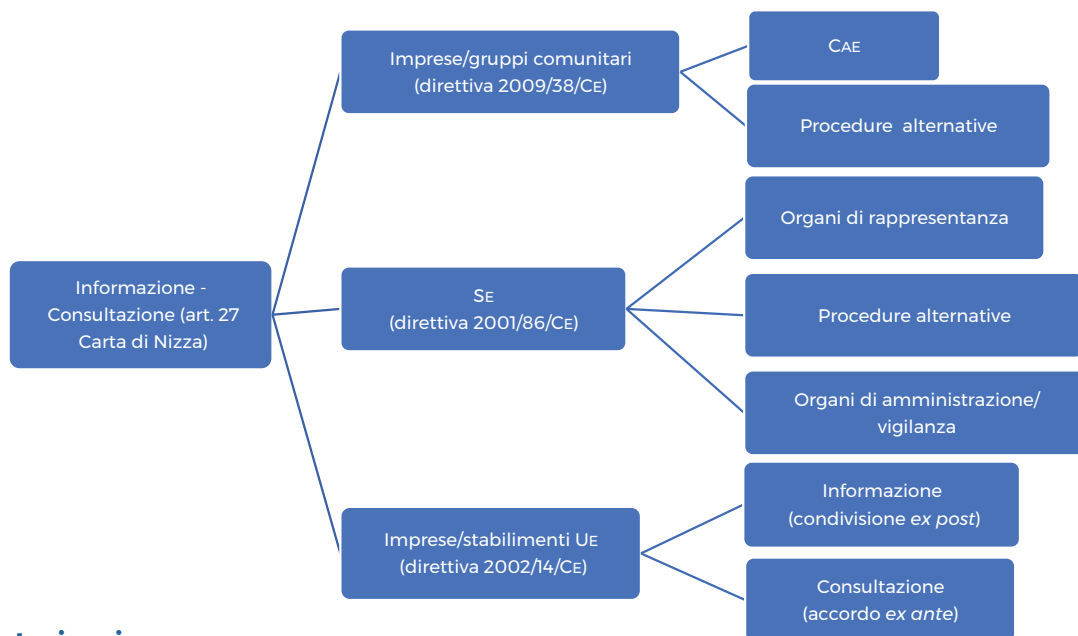 Imprese/gruppi comunitari
(direttiva 2009/38/CE)
CAE
Procedure alternative
Informazione -
Consultazione (art. 27
Carta di Nizza)
SE
(direttiva 2001/86/CE)
Organi di rappresentanza
Procedure alternative
Organi di amministrazione/
vigilanza
Imprese/stabilimenti UE
(direttiva 2002/14/CE)
Informazione
(condivisione ex post)
Consultazione
(accordo ex ante)